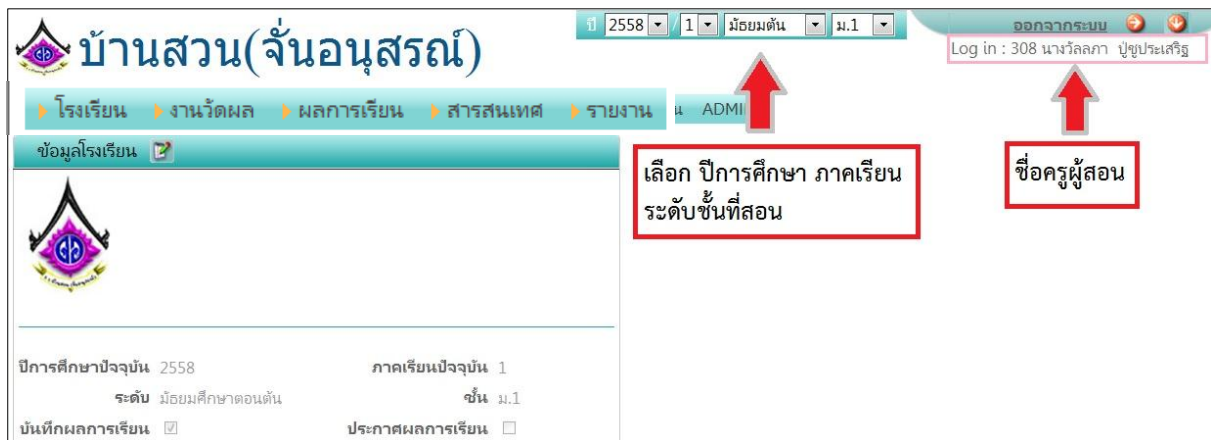 บ้านสวน(จั่นอนุสรณ์)
ปี 2558 / 1 มัธยมต้น ม.1
ออกจากระบบ
Log in : 308 นางวัลลภา ปู่ชูประเสริฐ
โรงเรียน งานวัดผล ผลการเรียน สารสนเทศ รายงาน น ADMI
ข้อมูลโรงเรียน
เลือก ปีการศึกษา ภาคเรียน
ระดับชั้นที่สอน
ชื่อครูผู้สอน
ปีการศึกษาปัจจุบัน 2558 ภาคเรียนปัจจุบัน 1
ระดับ มัธยมศึกษาตอนต้น ชั้น ม.1
บันทึกผลการเรียน ประกาศผลการเรียน